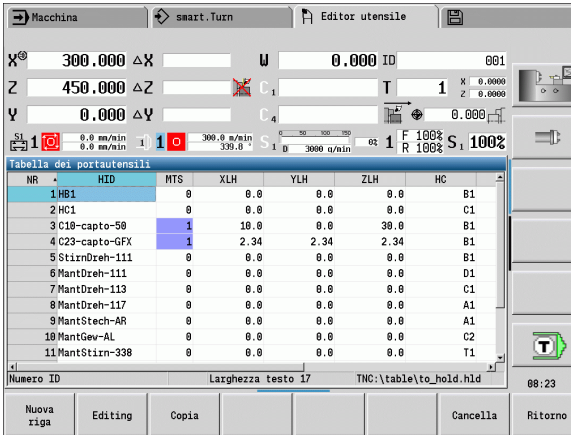 Macchina smart.Turn Editor utensile
X 300.000 ΔX W 0.000 ID 001
Z 450.000 ΔZ C 1 T 1 X 0.0000 Z 0.0000
Y 0.000 ΔY C 4 0.000
S1 1 0.0 mm/min 0.0 mm/min 1 0 300.0 m/min 339.8 ° S 1 0 50 100 150 0% D 3000 g/min 1 F 100% R 100% S 1 100%
Tabella dei portautensili
NR HID MTS XLH YLH ZLH HC
1 HB1 0 0.0 0.0 0.0 B1
2 HC1 0 0.0 0.0 0.0 C1
3 C10-capto-50 1 10.0 0.0 30.0 B1
4 C23-capto-GFX 1 2.34 2.34 2.34 B1
5 StirnDreh-111 0 0.0 0.0 0.0 B1
6 MantDreh-111 0 0.0 0.0 0.0 D1
7 MantDreh-113 0 0.0 0.0 0.0 C1
8 MantDreh-117 0 0.0 0.0 0.0 A1
9 MantStech-AR 0 0.0 0.0 0.0 A1
10 MantGew-AL 0 0.0 0.0 0.0 C2
11 MantStirn-338 0 0.0 0.0 0.0 T1
T
Numero ID Larghezza testo 17 TNC:\table\to_hold.hld
08:23
Nuova riga Editing Copia Cancella Ritorno